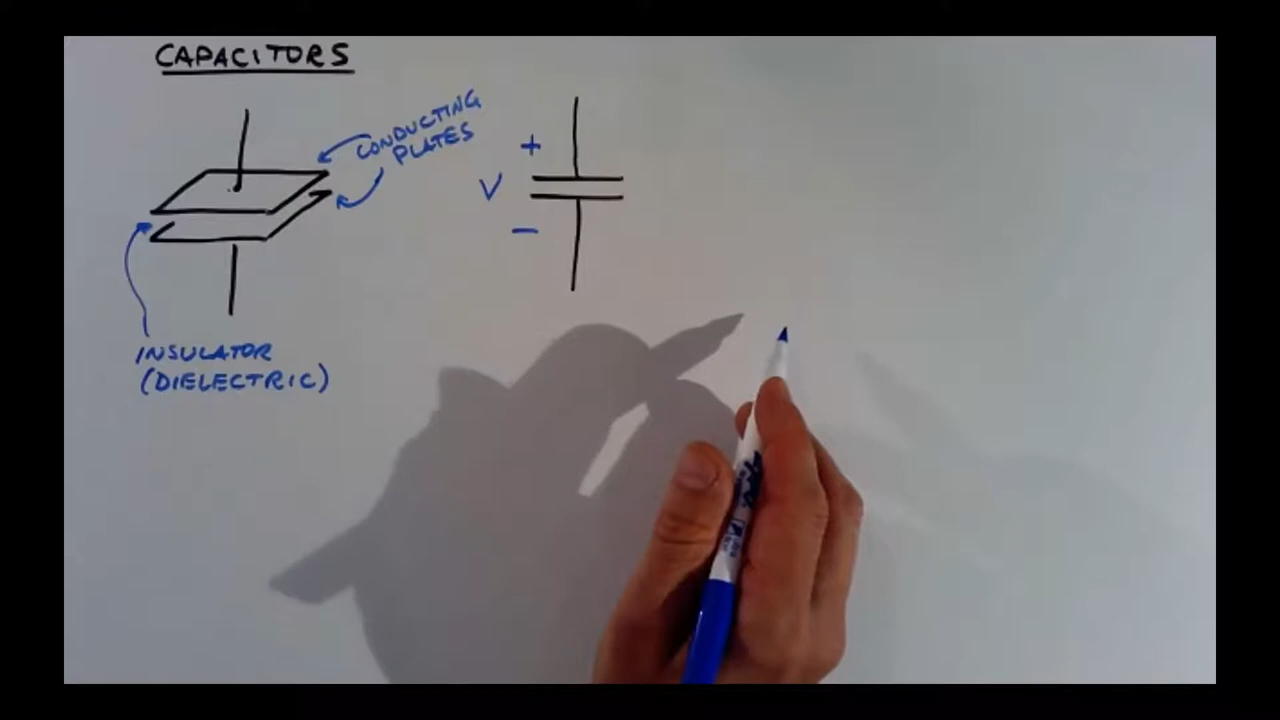 CAPACITORS
CONDUCTING
PLATES
+
V
−
INSULATOR
(DIELECTRIC)